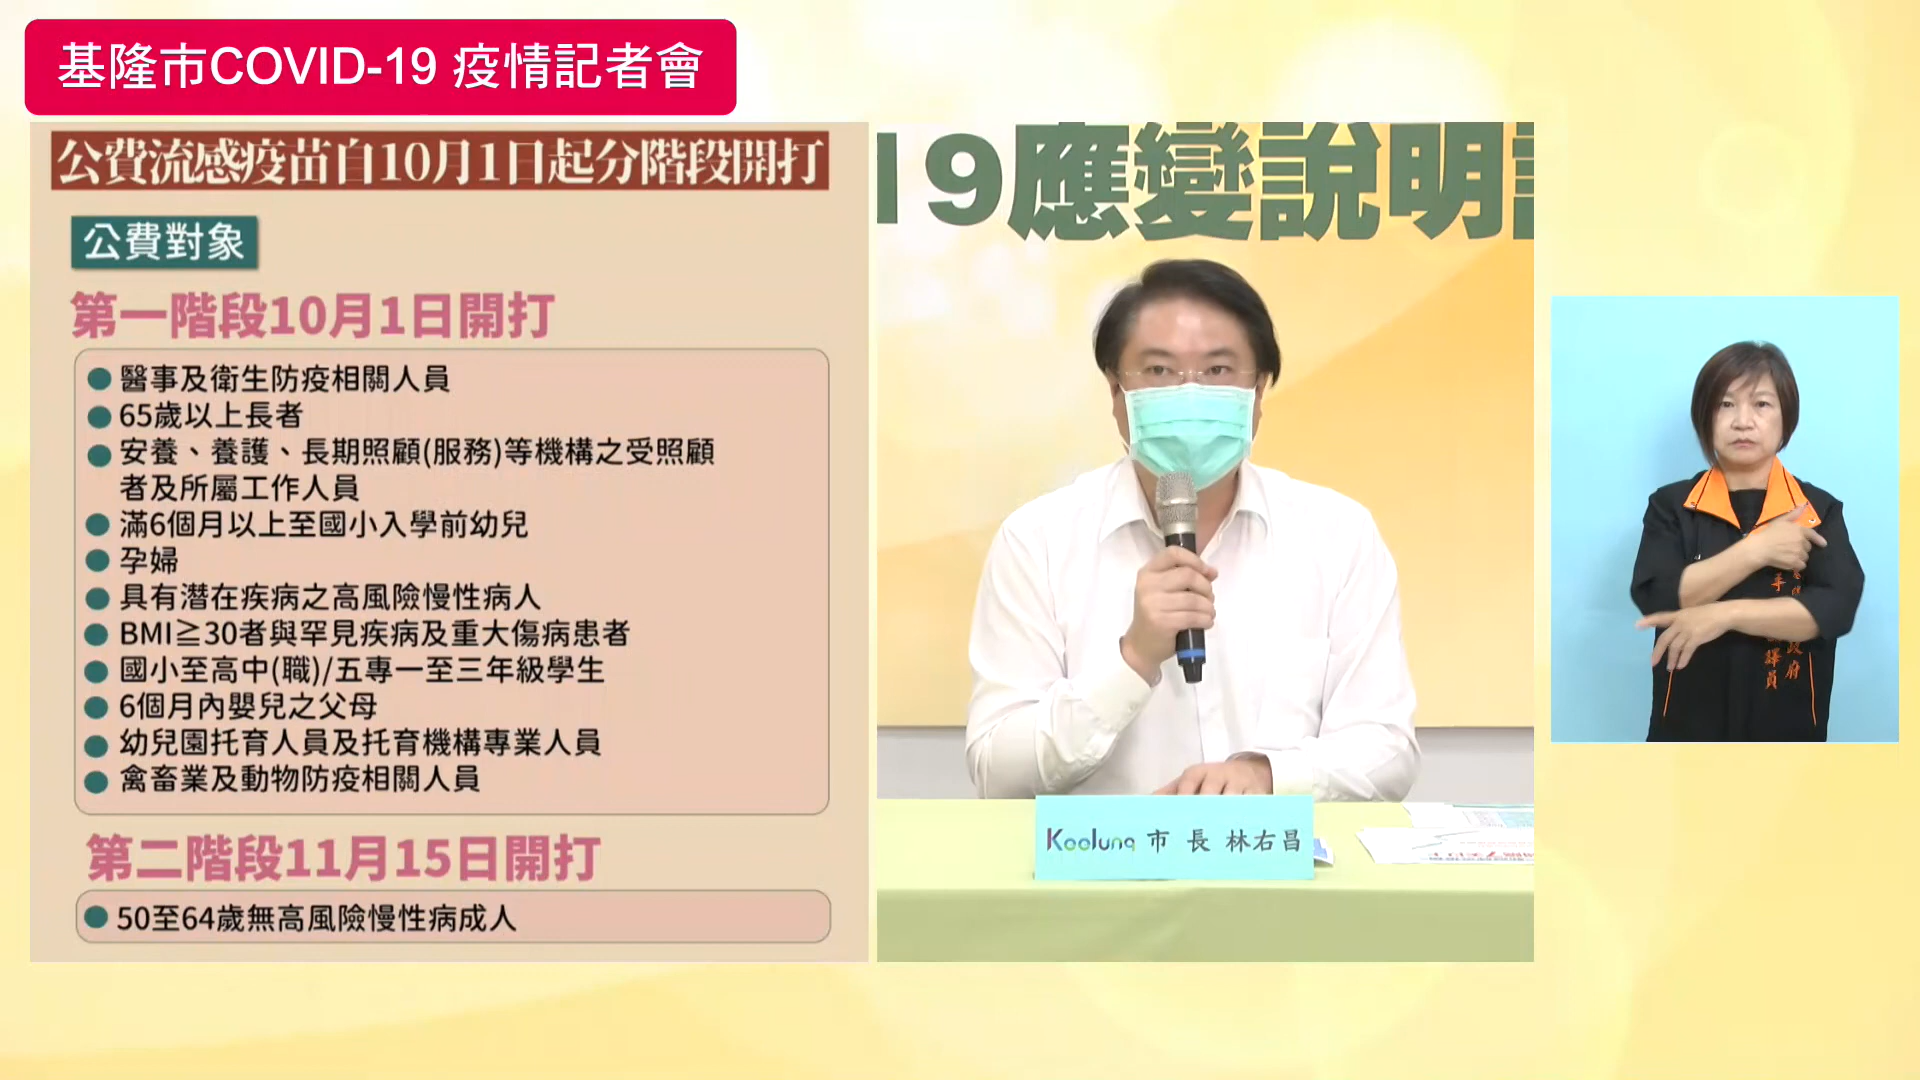 基隆市COVID-19 疫情記者會
公費流感疫苗自10月1日起分階段開打
公費對象
第一階段10月1日開打
醫事及衛生防疫相關人員
65歲以上長者
安養、養護、長期照顧(服務)等機構之受照顧
者及所屬工作人員
滿6個月以上至國小入學前幼兒
孕婦
具有潛在疾病之高風險慢性病人
BMI≧30者與罕見疾病及重大傷病患者
國小至高中(職)/五專一至三年級學生
6個月內嬰兒之父母
幼兒園托育人員及托育機構專業人員
禽畜業及動物防疫相關人員
第二階段11月15日開打
50至64歲無高風險慢性病成人
19應變說明
Keelung 市長 林右昌
政府
譯員